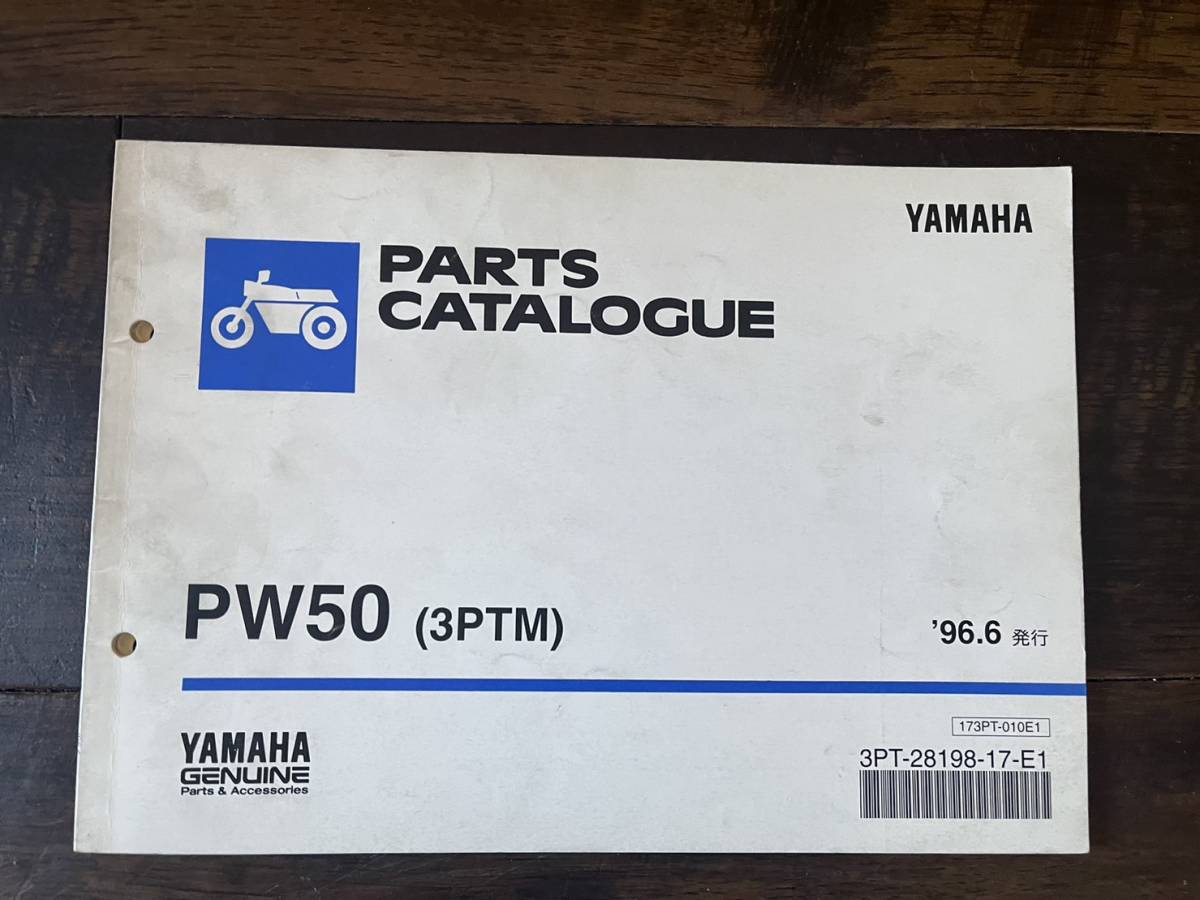 YAMAHA
PARTS
CATALOGUE
PW50 (3PTM)
’96.6 発行
YAMAHA
GENUINE
Parts & Accessories
173PT-010E1
3PT-28198-17-E1